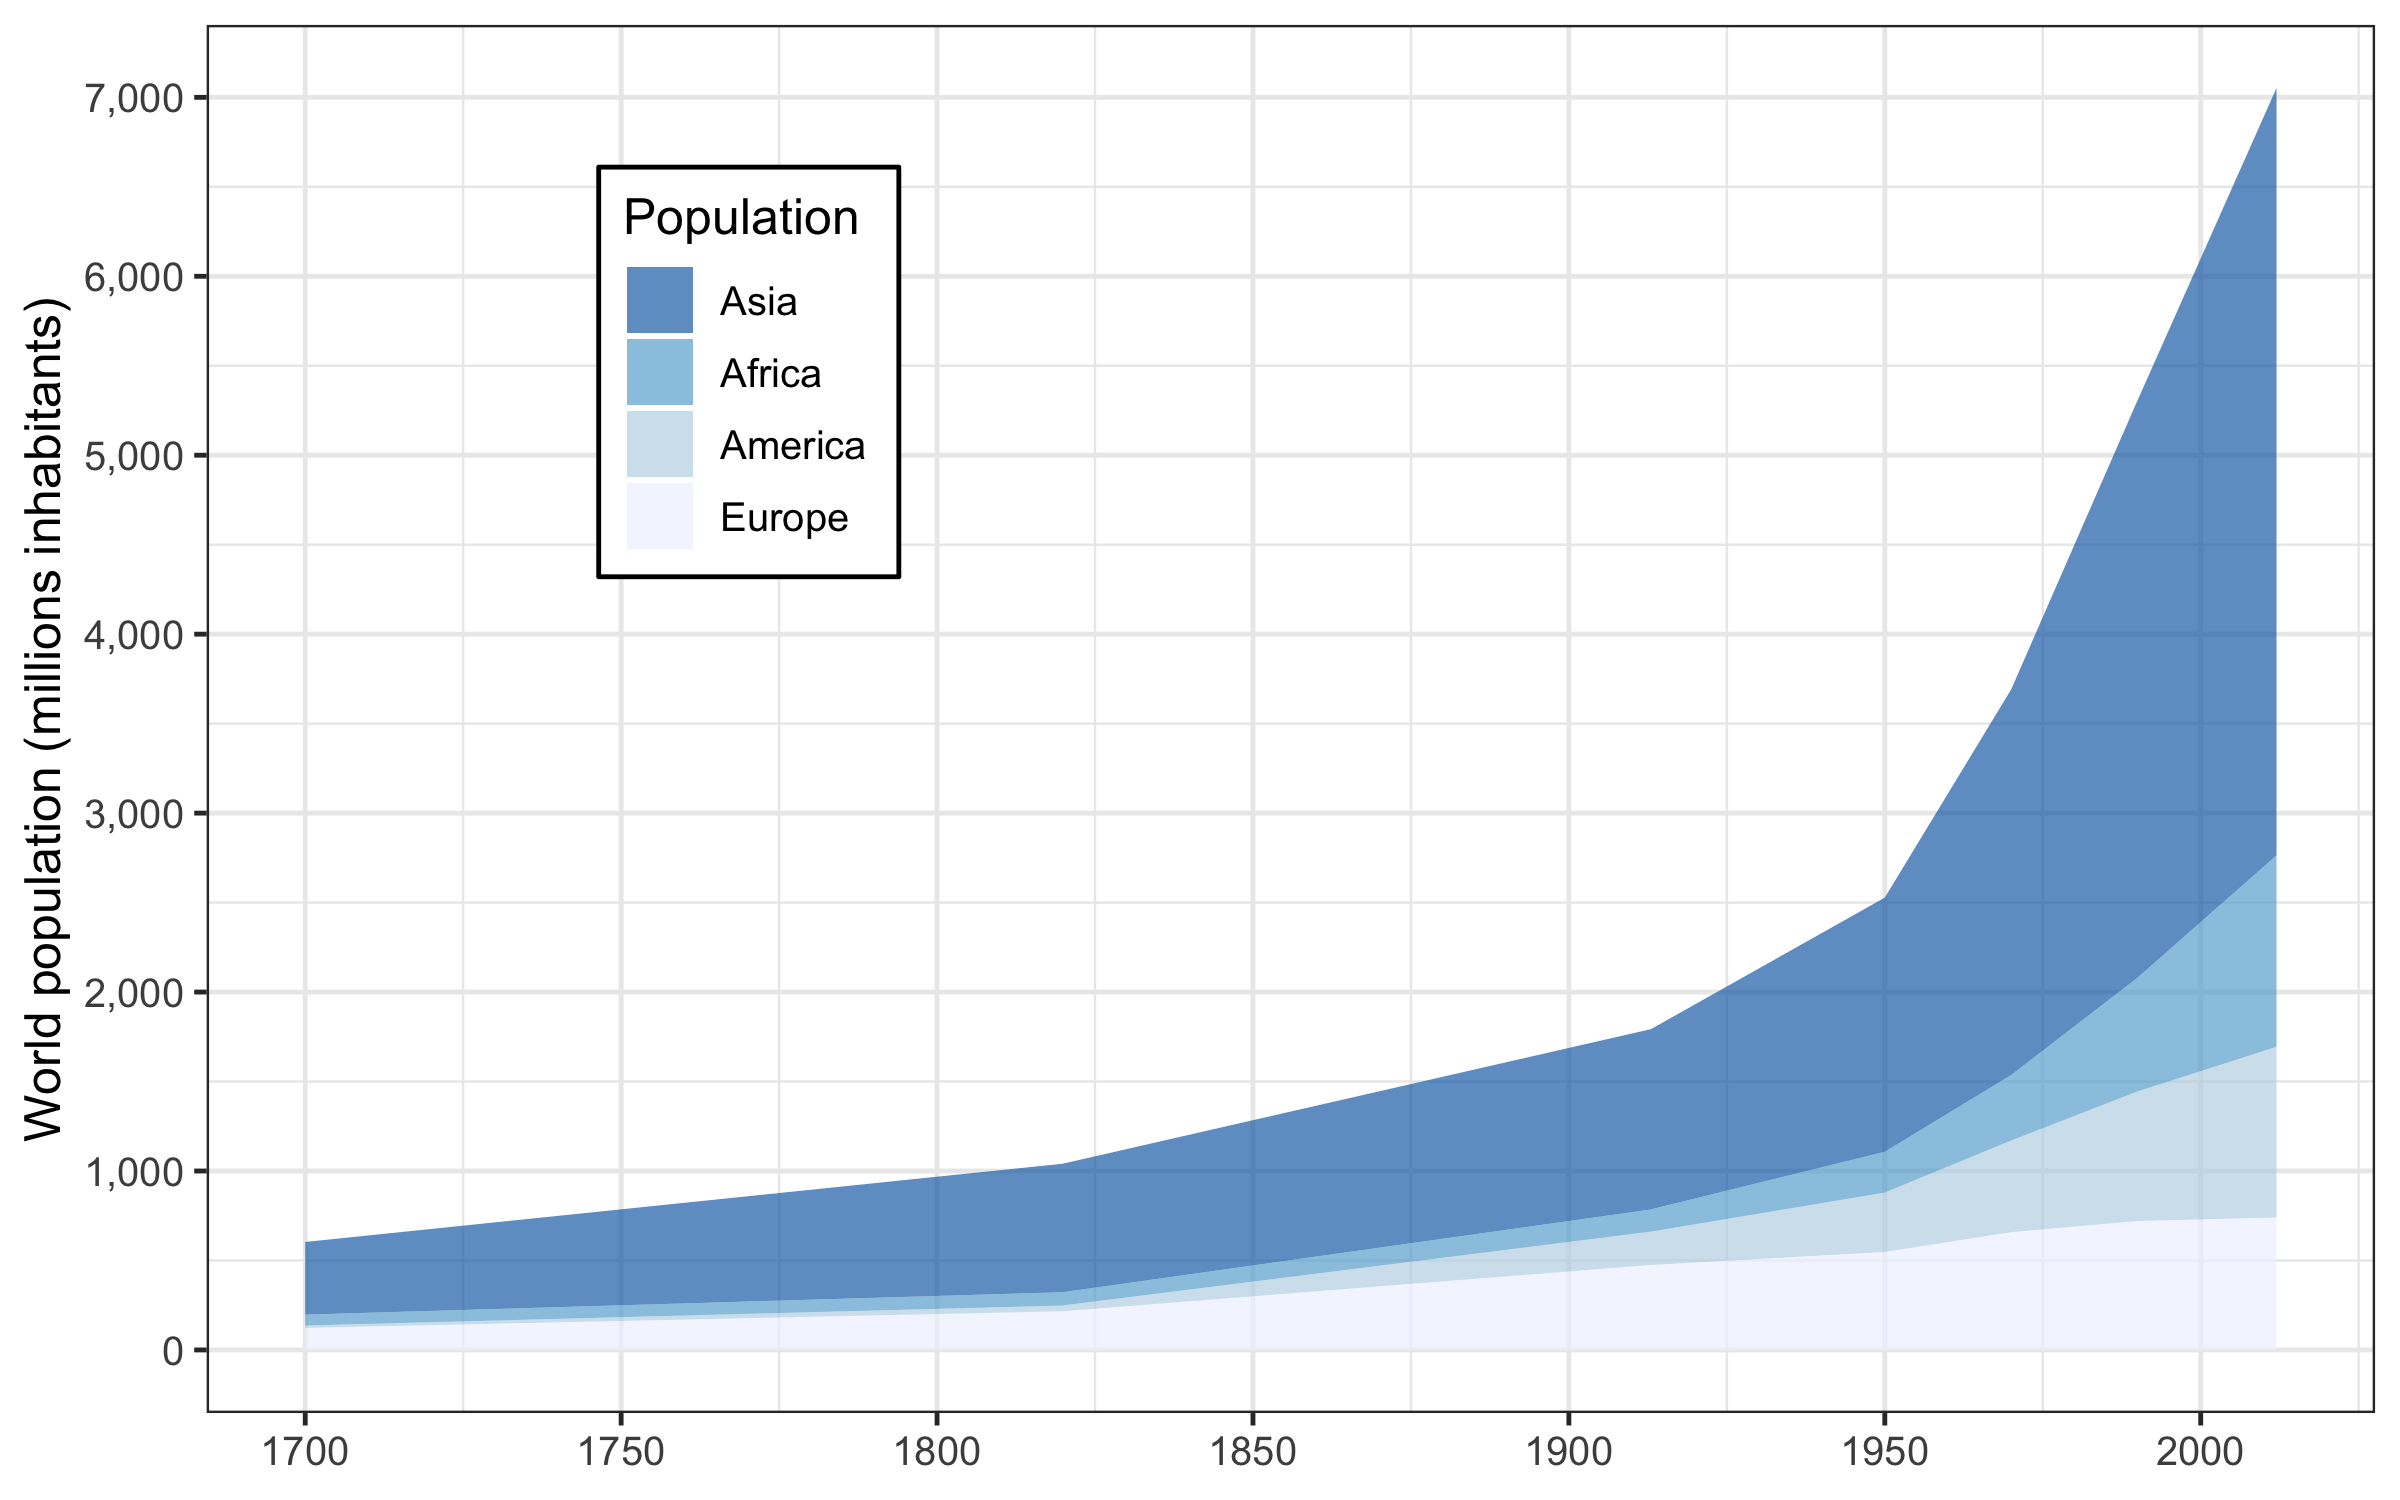 World population (millions inhabitants)
7,000
6,000
5,000
4,000
3,000
2,000
1,000
0
Population
Asia
Africa
America
Europe
1700 1750 1800 1850 1900 1950 2000